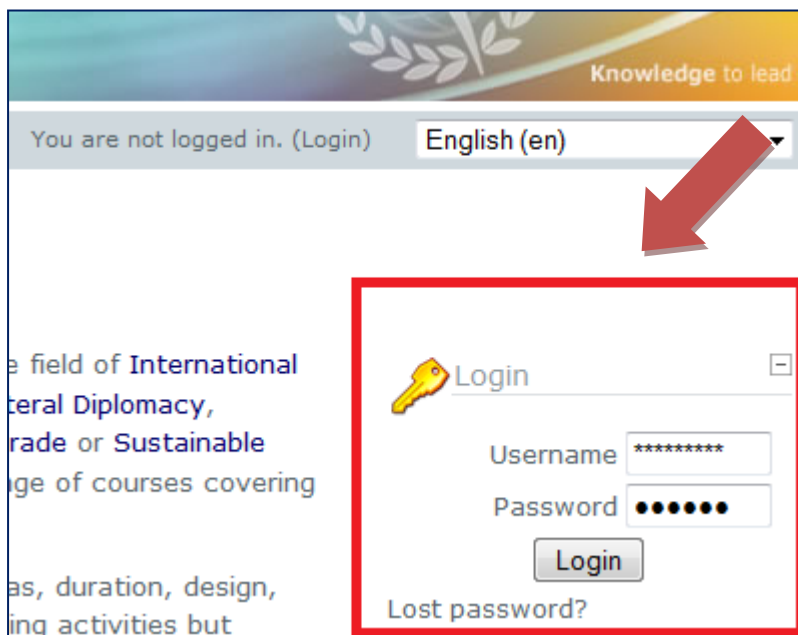 Knowledge to lead
You are not logged in. (Login)
English (en)
e field of International
teral Diplomacy,
rade or Sustainable
ge of courses covering
as, duration, design,
ing activities but
Login
Username *********
Password ●●●●●●
Login
Lost password?